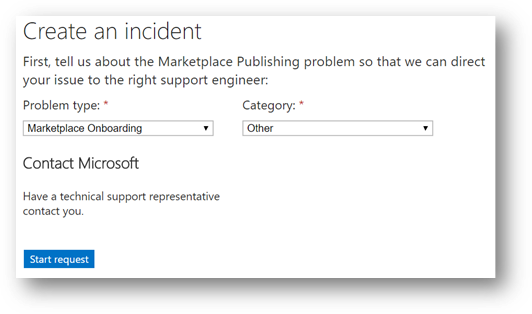 Create an incident
First, tell us about the Marketplace Publishing problem so that we can direct
your issue to the right support engineer:
Problem type: * Category: *
Marketplace Onboarding Other
Contact Microsoft
Have a technical support representative
contact you.
Start request